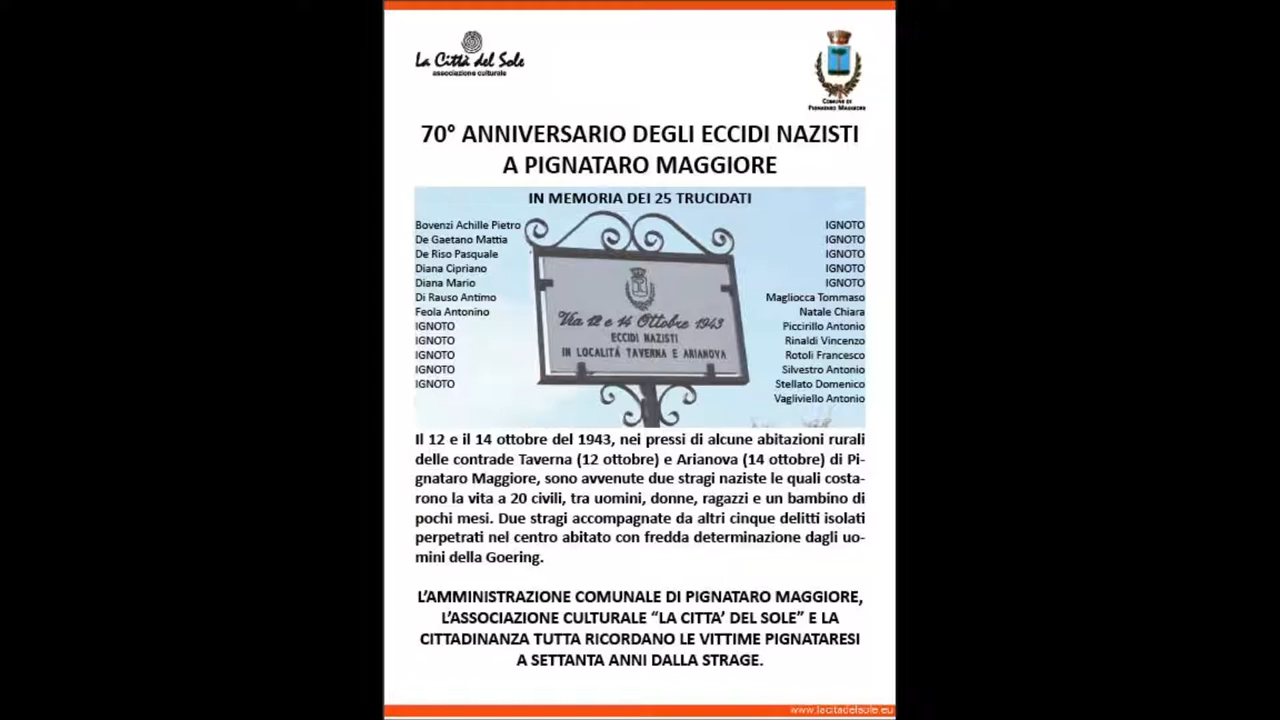 La Città del Sole
associazione culturale
COMUNE DI
PIGNATARO MAGGIORE
70° ANNIVERSARIO DEGLI ECCIDI NAZISTI
A PIGNATARO MAGGIORE
IN MEMORIA DEI 25 TRUCIDATI
Bovenzi Achille Pietro
De Gaetano Mattia
De Riso Pasquale
Diana Cipriano
Diana Mario
Di Rauso Antimo
Feola Antonino
IGNOTO
IGNOTO
IGNOTO
IGNOTO
IGNOTO
Via 12 e 14 Ottobre 1943
ECCIDI NAZISTI
IN LOCALITÀ TAVERNA E ARIANOVA
IGNOTO
IGNOTO
IGNOTO
IGNOTO
IGNOTO
Magliocca Tommaso
Natale Chiara
Piccirillo Antonio
Rinaldi Vincenzo
Rotoli Francesco
Silvestro Antonio
Stellato Domenico
Vagliviello Antonio
Il 12 e il 14 ottobre del 1943, nei pressi di alcune abitazioni rurali
delle contrade Taverna (12 ottobre) e Arianova (14 ottobre) di Pi-
gnataro Maggiore, sono avvenute due stragi naziste le quali costa-
rono la vita a 20 civili, tra uomini, donne, ragazzi e un bambino di
pochi mesi. Due stragi accompagnate da altri cinque delitti isolati
perpetrati nel centro abitato con fredda determinazione dagli uo-
mini della Goering.
L'AMMINISTRAZIONE COMUNALE DI PIGNATARO MAGGIORE,
L'ASSOCIAZIONE CULTURALE "LA CITTA' DEL SOLE" E LA
CITTADINANZA TUTTA RICORDANO LE VITTIME PIGNATARESI
A SETTANTA ANNI DALLA STRAGE.
www.lacittadelsole.eu